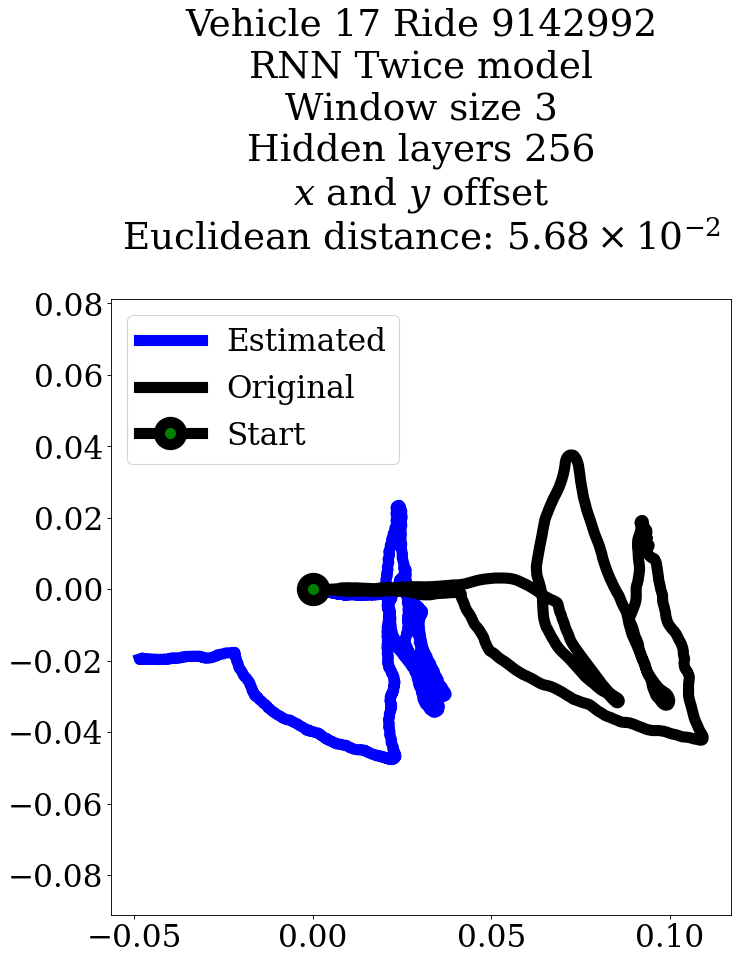 Vehicle 17 Ride 9142992
RNN Twice model
Window size 3
Hidden layers 256
x and y offset
Euclidean distance: 5.68 × 10⁻²
Estimated
Original
Start
0.08
0.06
0.04
0.02
0.00
−0.02
−0.04
−0.06
−0.08
−0.05 0.00 0.05 0.10